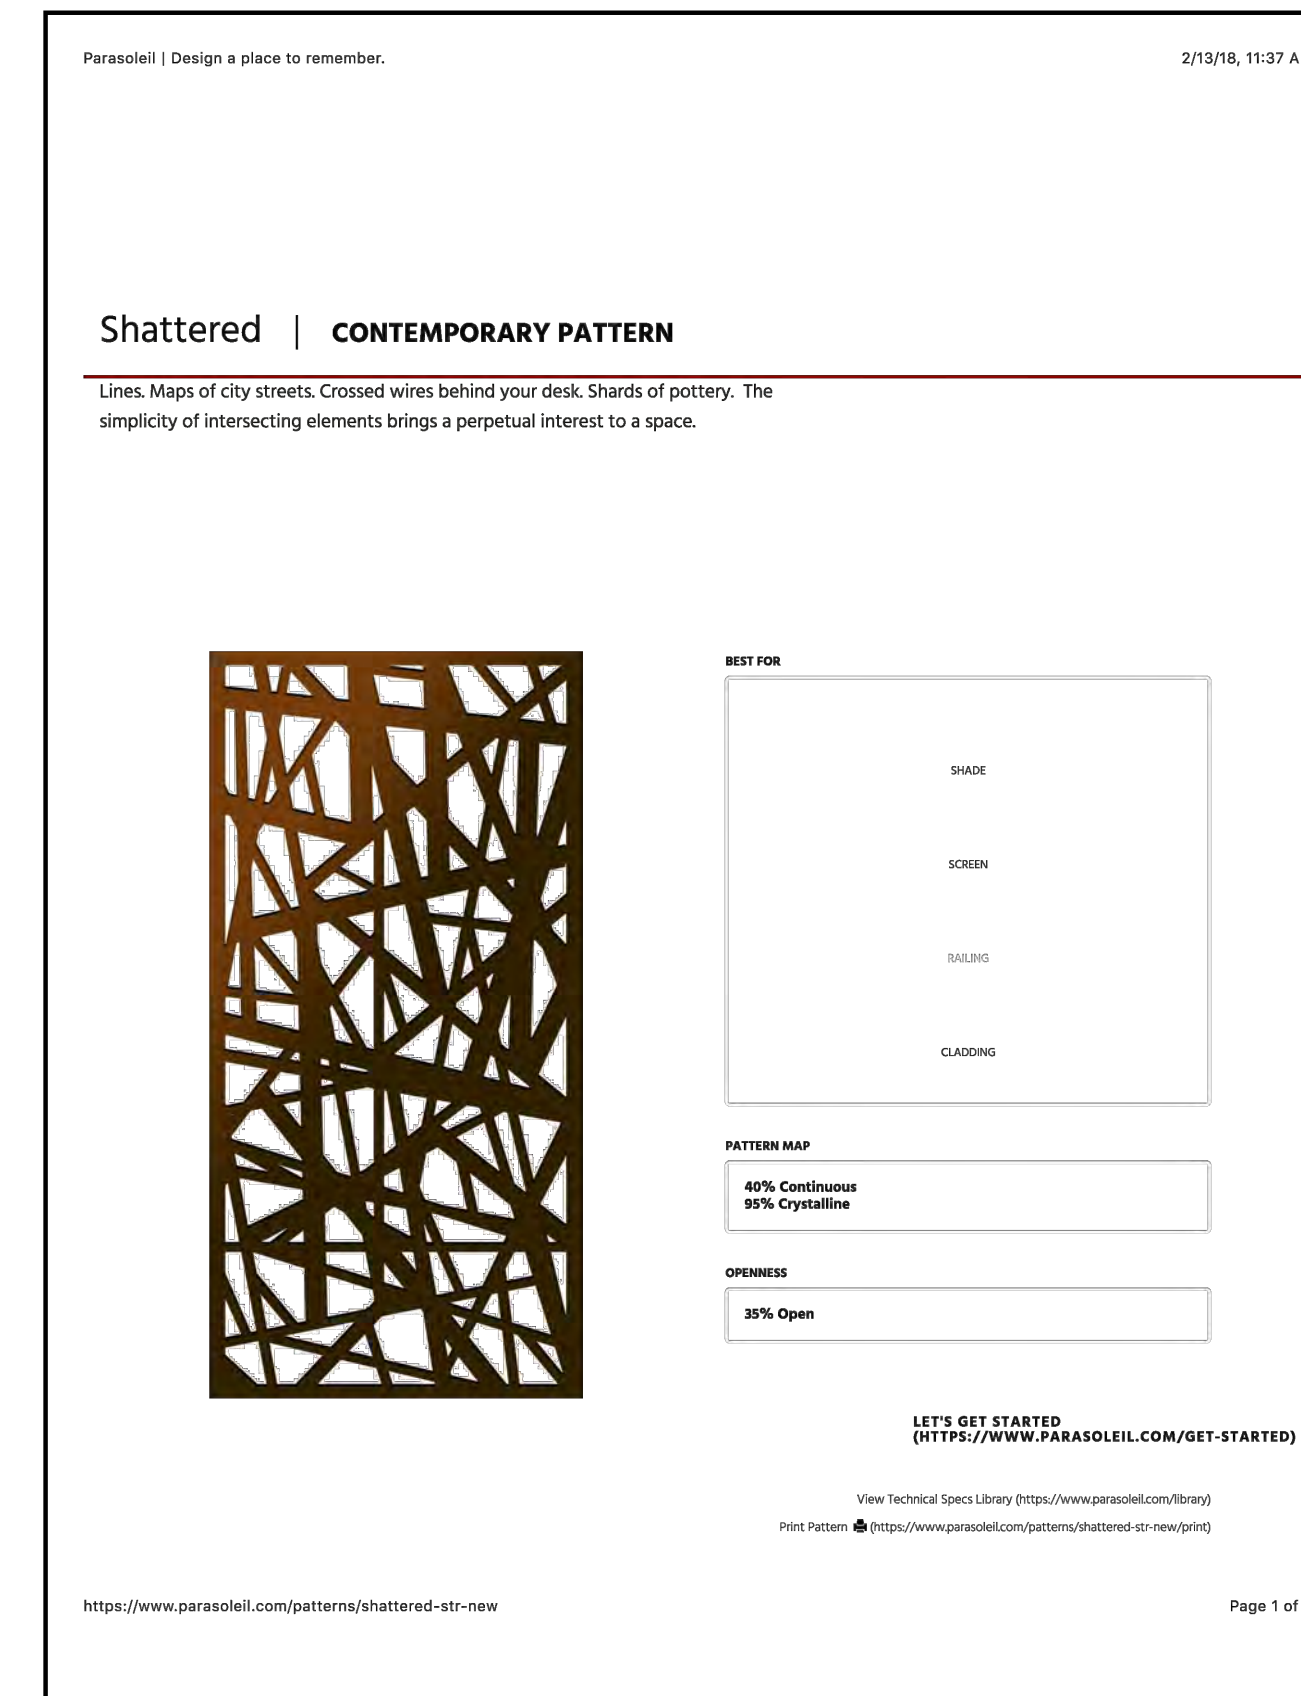 Parasoleil | Design a place to remember.
2/13/18, 11:37 A
Shattered | CONTEMPORARY PATTERN
Lines. Maps of city streets. Crossed wires behind your desk. Shards of pottery. The
simplicity of intersecting elements brings a perpetual interest to a space.
BEST FOR
SHADE
SCREEN
RAILING
CLADDING
PATTERN MAP
40% Continuous
95% Crystalline
OPENNESS
35% Open
LET'S GET STARTED
(HTTPS://WWW.PARASOLEIL.COM/GET-STARTED)
View Technical Specs Library (https://www.parasoleil.com/library)
Print Pattern (https://www.parasoleil.com/patterns/shattered-str-new/print)
https://www.parasoleil.com/patterns/shattered-str-new
Page 1 of